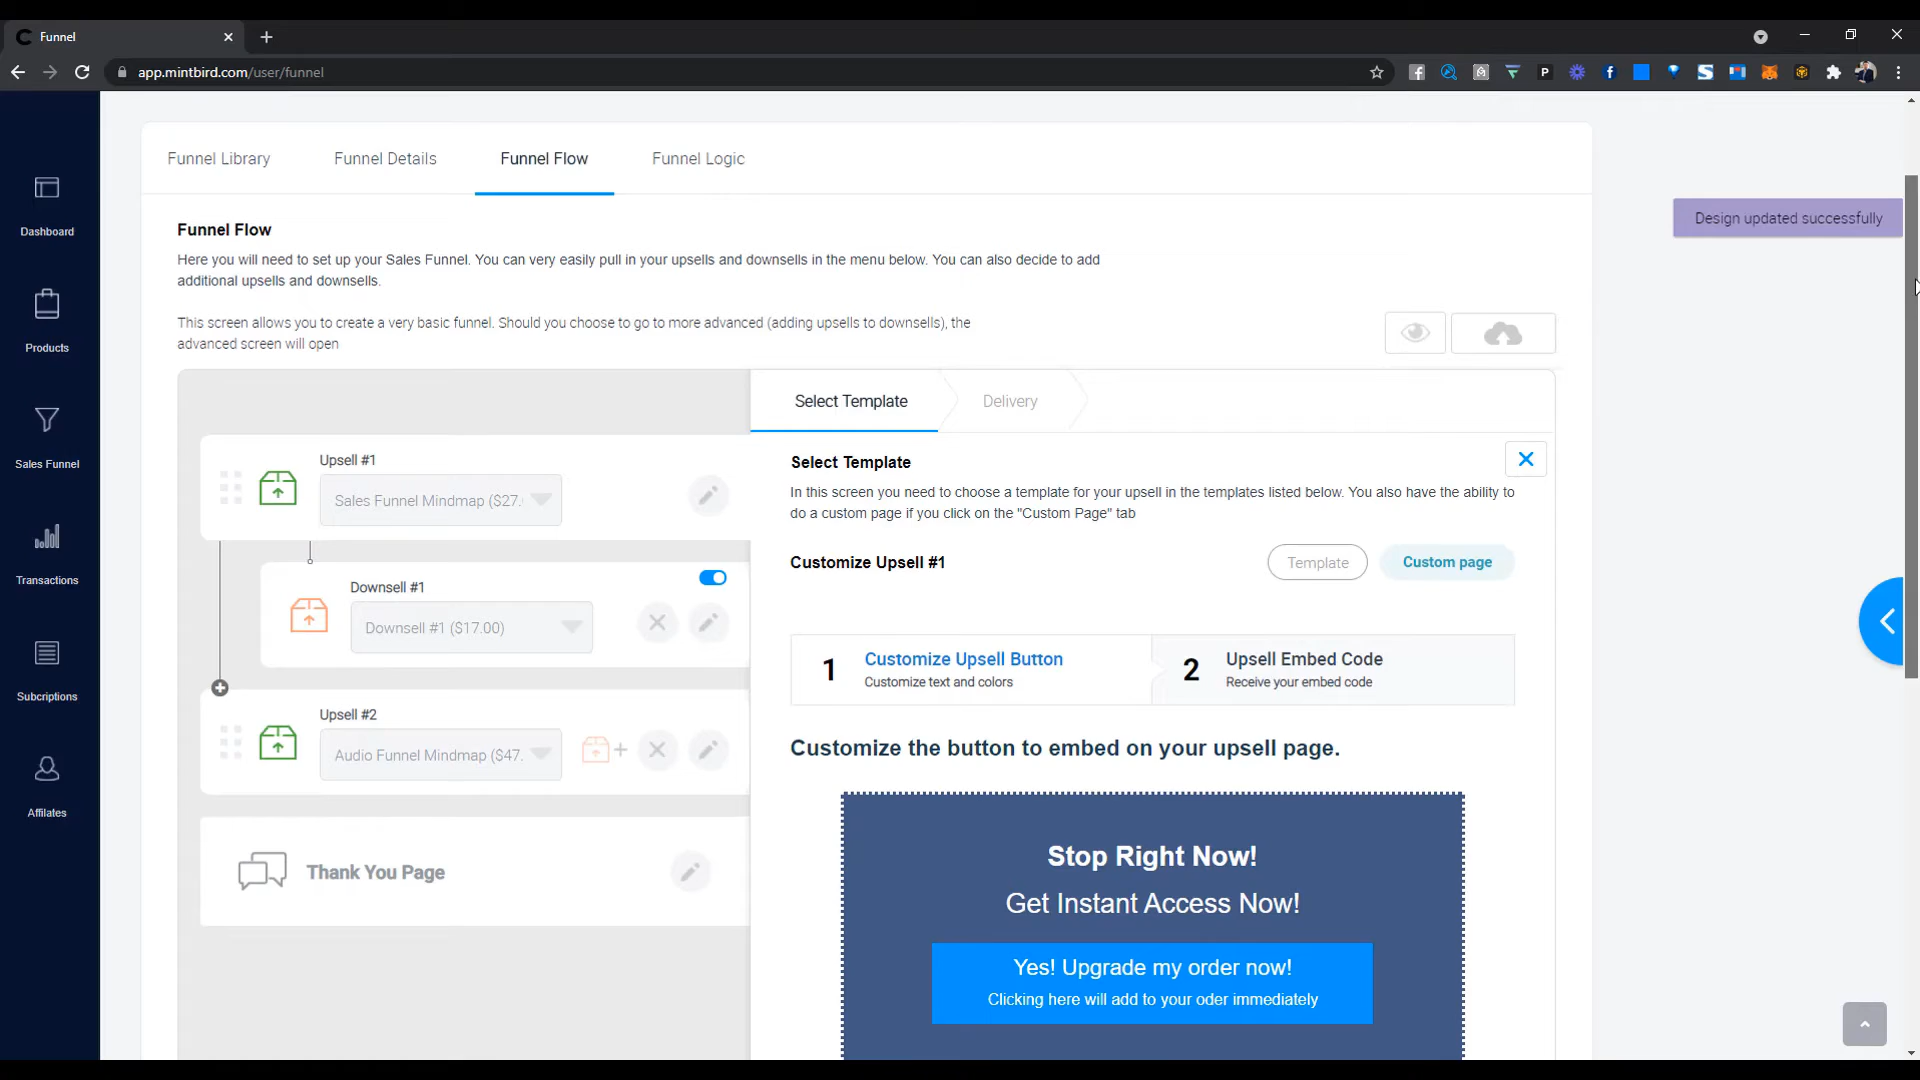 Funnel
app.mintbird.com/user/funnel
Dashboard
Products
Sales Funnel
Transactions
Subcriptions
Affilates
Funnel Library
Funnel Details
Funnel Flow
Funnel Logic
Design updated successfully
Funnel Flow
Here you will need to set up your Sales Funnel. You can very easily pull in your upsells and downsells in the menu below. You can also decide to add
additional upsells and downsells.
This screen allows you to create a very basic funnel. Should you choose to go to more advanced (adding upsells to downsells), the
advanced screen will open
Upsell #1
Sales Funnel Mindmap ($27.
Downsell #1
Downsell #1 ($17.00)
Upsell #2
Audio Funnel Mindmap ($47.
Thank You Page
Select Template
Delivery
Select Template
In this screen you need to choose a template for your upsell in the templates listed below. You also have the ability to
do a custom page if you click on the "Custom Page" tab
Customize Upsell #1
Template
Custom page
1
Customize Upsell Button
Customize text and colors
2
Upsell Embed Code
Receive your embed code
Customize the button to embed on your upsell page.
Stop Right Now!
Get Instant Access Now!
Yes! Upgrade my order now!
Clicking here will add to your oder immediately